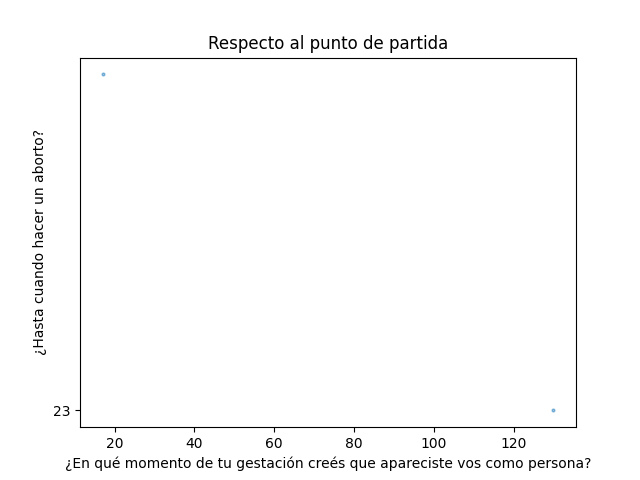 Respecto al punto de partida
¿Hasta cuando hacer un aborto?
23
20 40 60 80 100 120
¿En qué momento de tu gestación creés que apareciste vos como persona?